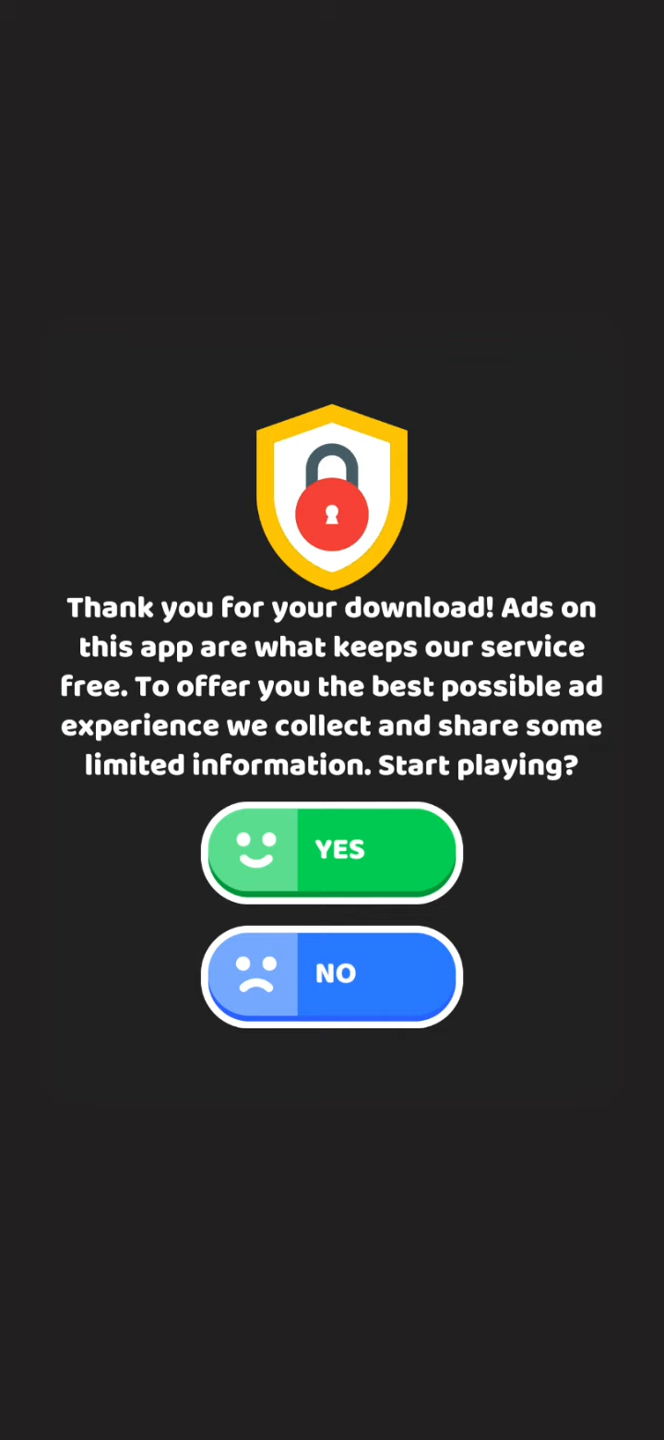 Thank you for your download! Ads on
this app are what keeps our service
free. To offer you the best possible ad
experience we collect and share some
limited information. Start playing?
YES
NO